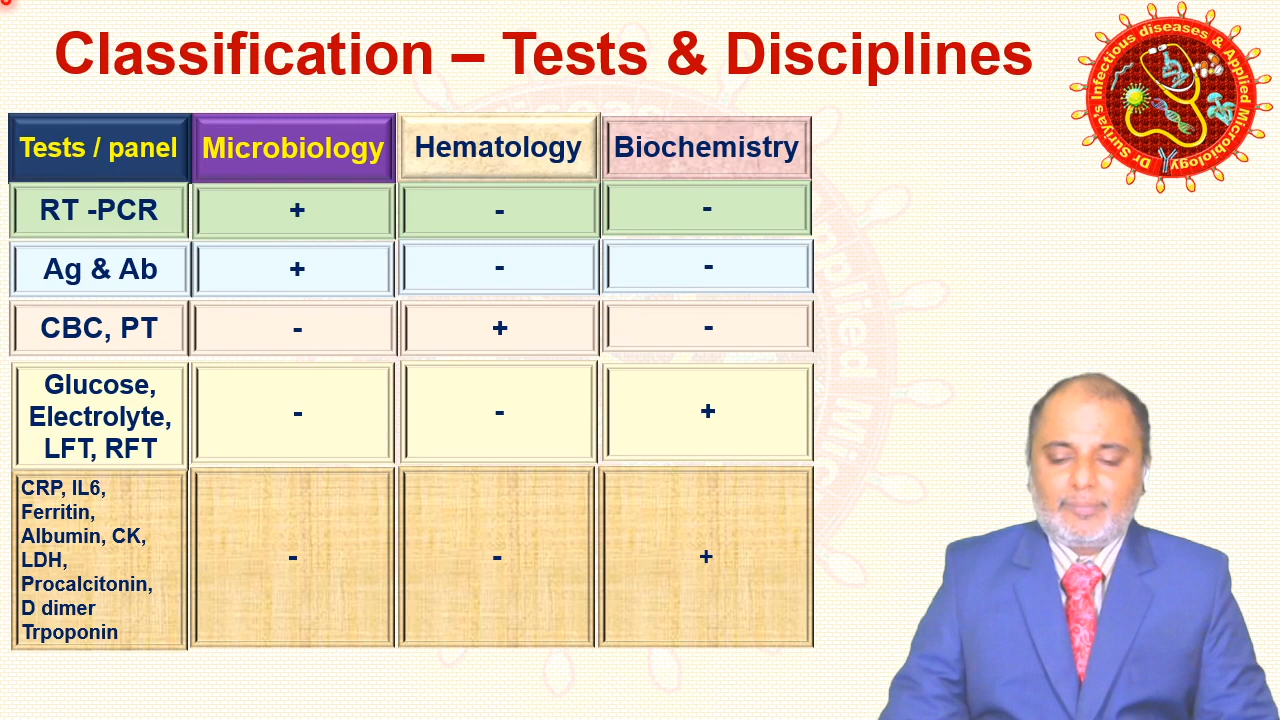 Classification – Tests & Disciplines
Dr Suriya's Infectious diseases & Applied Microbiology
Tests / panel Microbiology Hematology Biochemistry
RT -PCR + - -
Ag & Ab + - -
CBC, PT - + -
Glucose,
Electrolyte,
LFT, RFT
- - +
CRP, IL6,
Ferritin,
Albumin, CK,
LDH,
Procalcitonin,
D dimer
Trpoponin
- - +